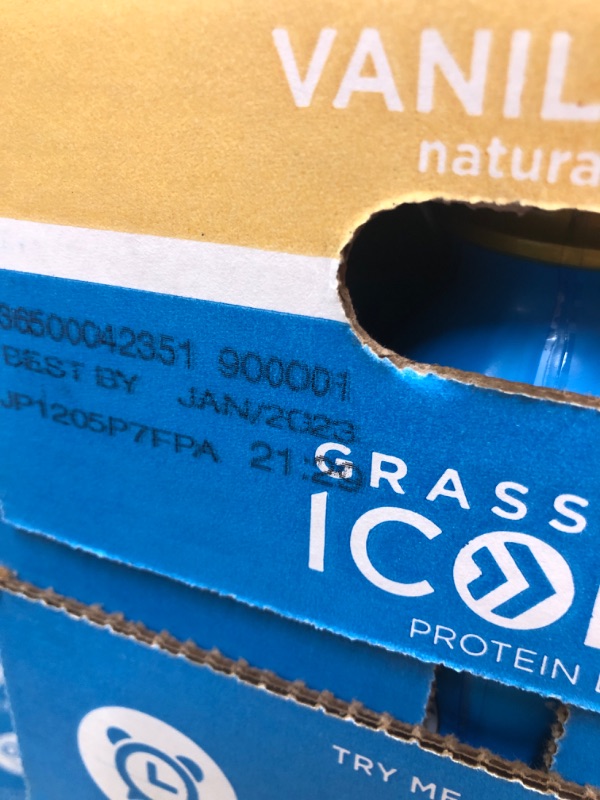 VANIL
natura
36500042351 900001
BEST BY JAN/2023
JP1205P7FPA 21:29
GRASS
ICO
PROTEIN
TRY ME